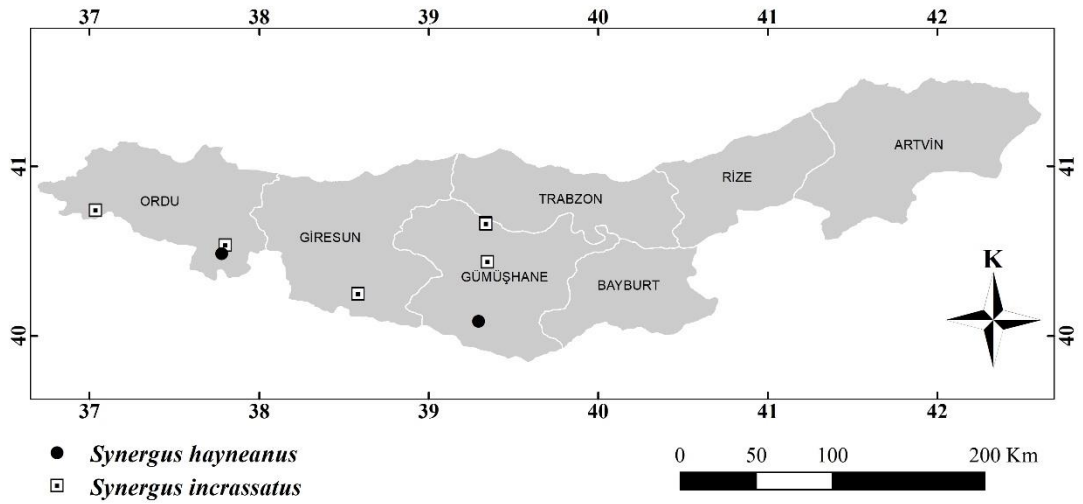 37 38 39 40 41 42
41 41
ARTVİN
RİZE
TRABZON
ORDU
GİRESUN
K
GÜMÜŞHANE
BAYBURT
40 40
37 38 39 40 41 42
Synergus hayneanus
Synergus incrassatus
0 50 100 200 Km